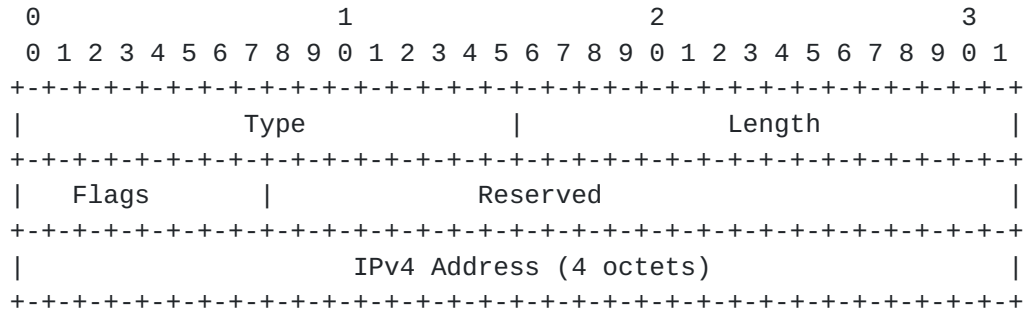 0                   1                   2                   3
 0 1 2 3 4 5 6 7 8 9 0 1 2 3 4 5 6 7 8 9 0 1 2 3 4 5 6 7 8 9 0 1
+-+-+-+-+-+-+-+-+-+-+-+-+-+-+-+-+-+-+-+-+-+-+-+-+-+-+-+-+-+-+-+-+
|              Type             |             Length            |
+-+-+-+-+-+-+-+-+-+-+-+-+-+-+-+-+-+-+-+-+-+-+-+-+-+-+-+-+-+-+-+-+
|   Flags       |             Reserved                          |
+-+-+-+-+-+-+-+-+-+-+-+-+-+-+-+-+-+-+-+-+-+-+-+-+-+-+-+-+-+-+-+-+
|                     IPv4 Address (4 octets)                   |
+-+-+-+-+-+-+-+-+-+-+-+-+-+-+-+-+-+-+-+-+-+-+-+-+-+-+-+-+-+-+-+-+